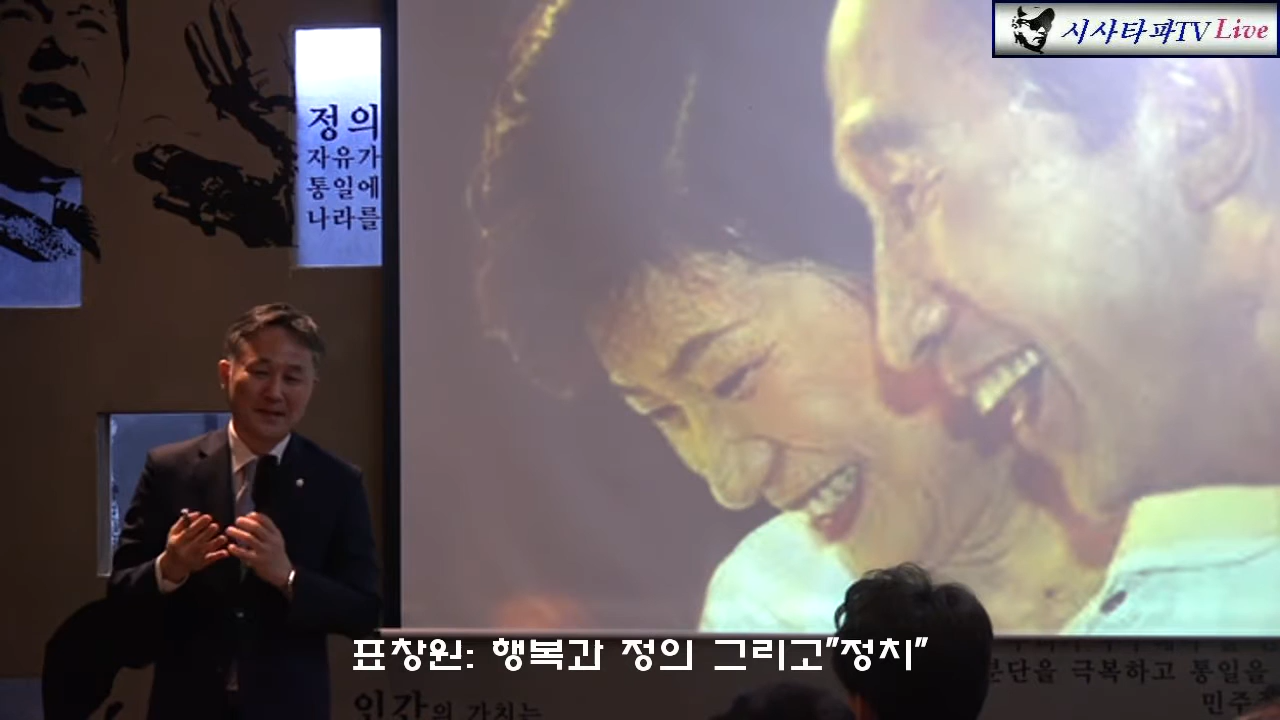 시사타파TV Live
정의
자유가
통일에
나라를
표창원: 행복과 정의 그리고"정치"
분단을 극복하고 통일을
민주주
인간의 가치는